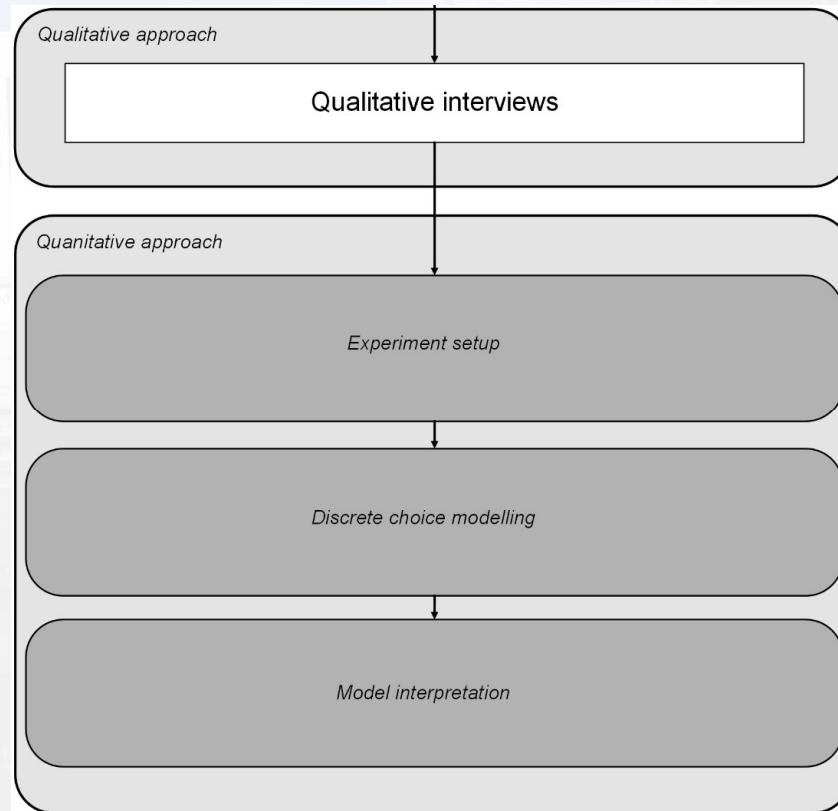 Qualitative approach
Qualitative interviews
Quanitative approach
Experiment setup
Discrete choice modelling
Model interpretation